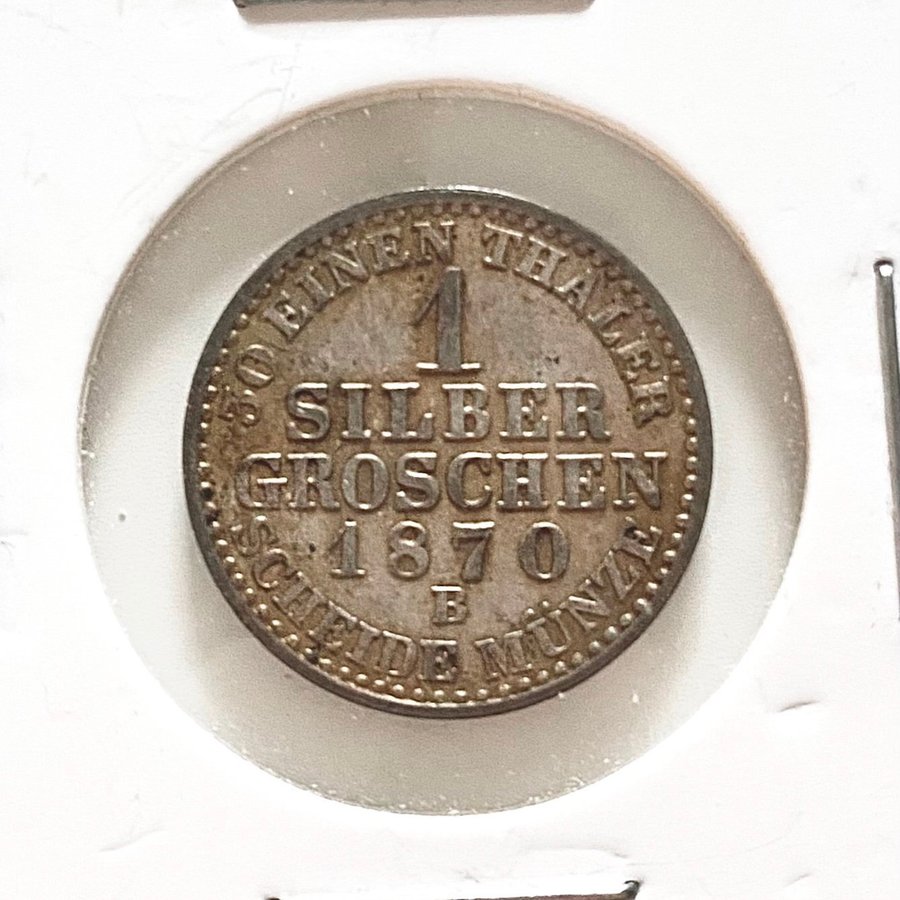 30 EINEN THALER
1
SILBER
GROSCHEN
1870
B
SCHEIDE MÜNZE